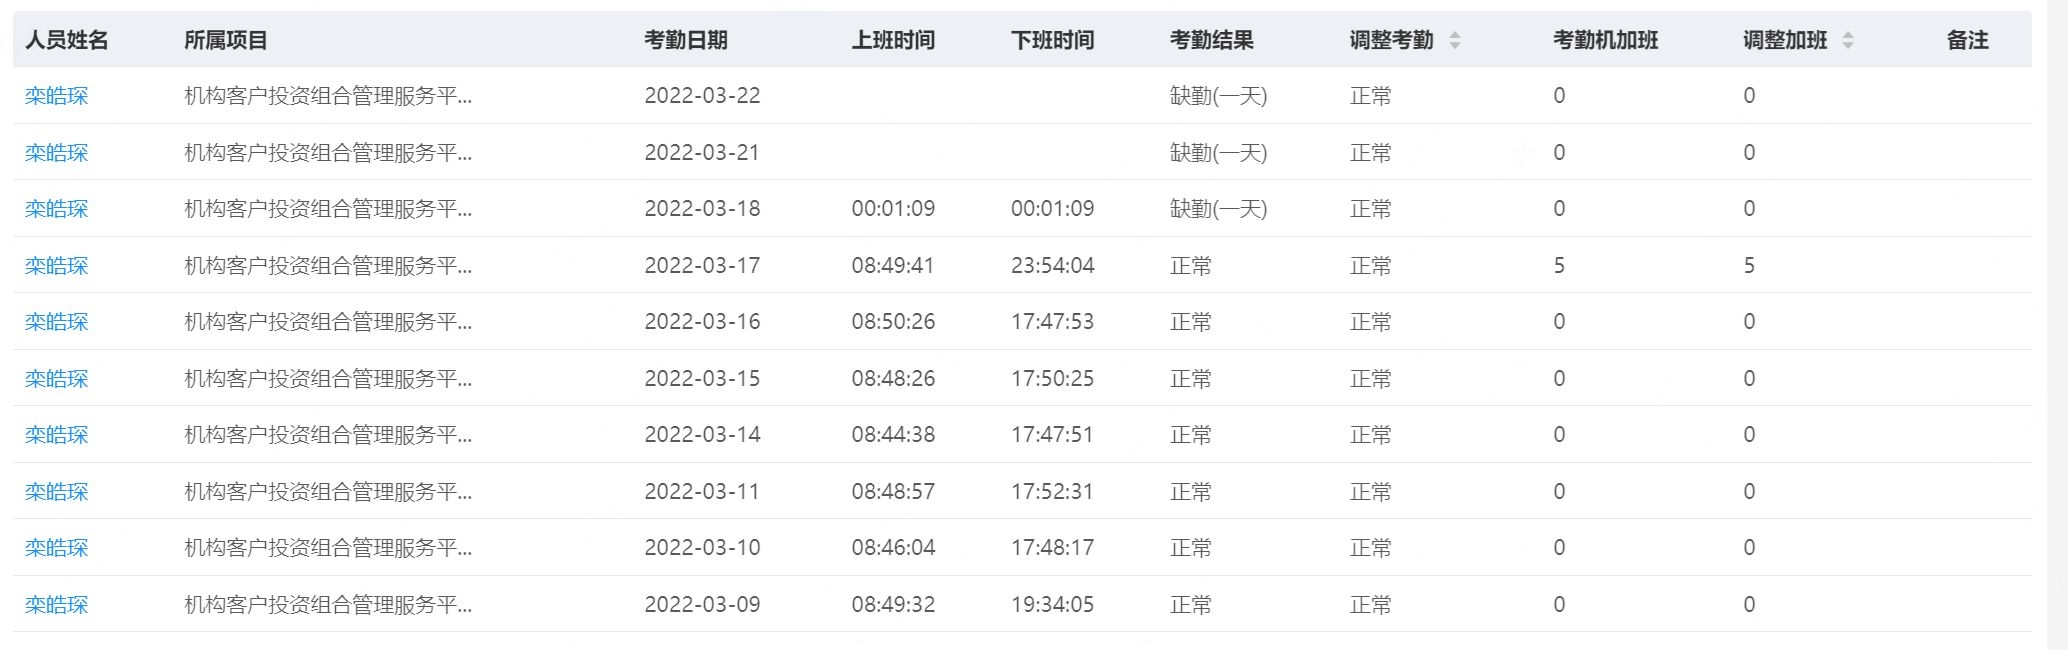 人员姓名 所属项目 考勤日期 上班时间 下班时间 考勤结果 调整考勤 考勤机加班 调整加班 备注
栾皓琛 机构客户投资组合管理服务平... 2022-03-22 缺勤(一天) 正常 0 0
栾皓琛 机构客户投资组合管理服务平... 2022-03-21 缺勤(一天) 正常 0 0
栾皓琛 机构客户投资组合管理服务平... 2022-03-18 00:01:09 00:01:09 缺勤(一天) 正常 0 0
栾皓琛 机构客户投资组合管理服务平... 2022-03-17 08:49:41 23:54:04 正常 正常 5 5
栾皓琛 机构客户投资组合管理服务平... 2022-03-16 08:50:26 17:47:53 正常 正常 0 0
栾皓琛 机构客户投资组合管理服务平... 2022-03-15 08:48:26 17:50:25 正常 正常 0 0
栾皓琛 机构客户投资组合管理服务平... 2022-03-14 08:44:38 17:47:51 正常 正常 0 0
栾皓琛 机构客户投资组合管理服务平... 2022-03-11 08:48:57 17:52:31 正常 正常 0 0
栾皓琛 机构客户投资组合管理服务平... 2022-03-10 08:46:04 17:48:17 正常 正常 0 0
栾皓琛 机构客户投资组合管理服务平... 2022-03-09 08:49:32 19:34:05 正常 正常 0 0